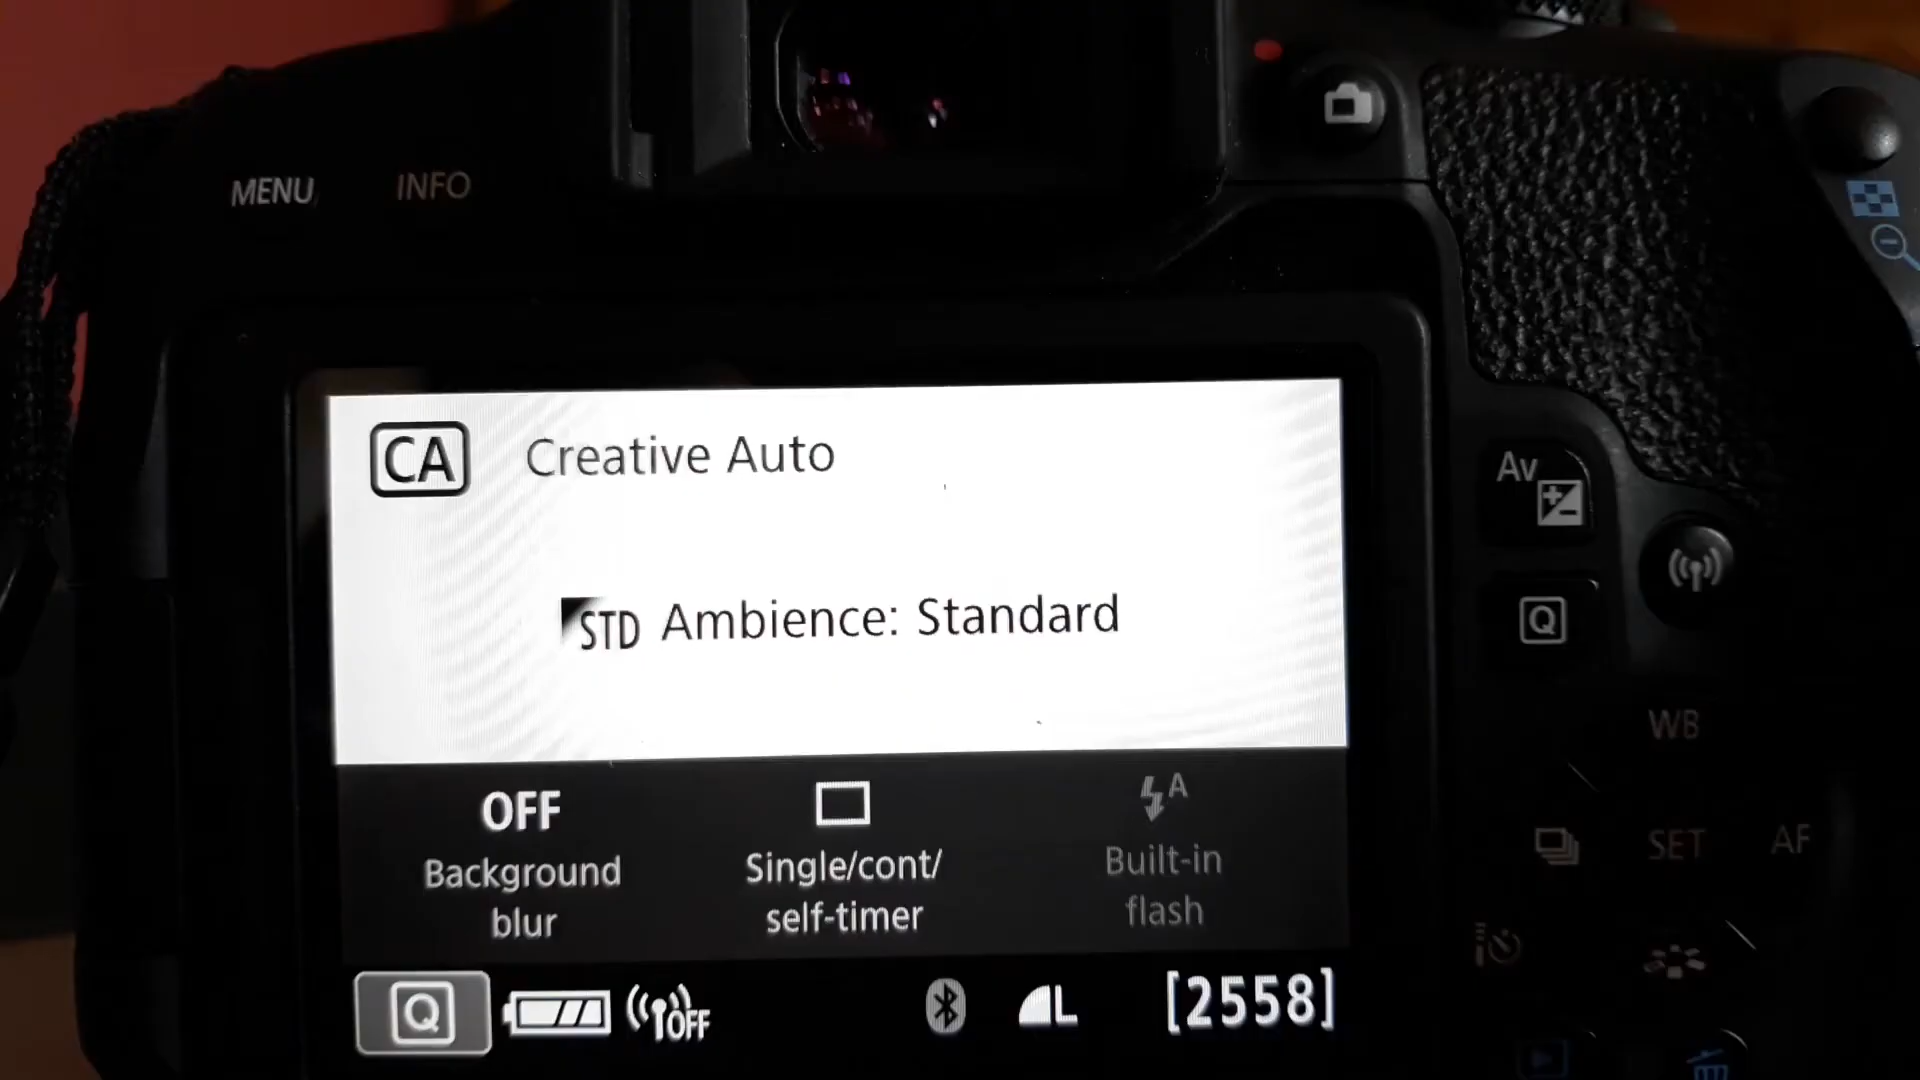 MENU INFO
CA Creative Auto
STD Ambience: Standard
OFF
Background
blur
Single/cont/
self-timer
A
Built-in
flash
Q
OFF
L
[2558]
Av
Q
WB
SET AF